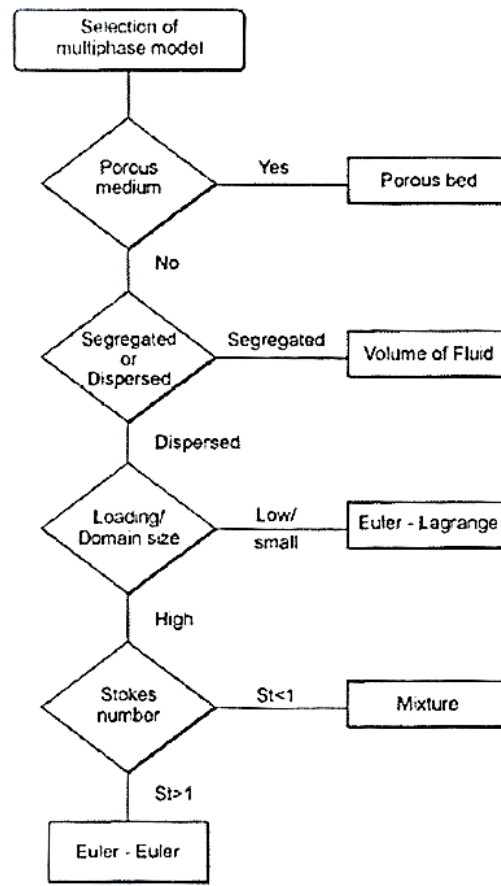 Selection of
multiphase model
Porous
medium
Yes
Porous bed
No
Segregated
or
Dispersed
Segregated
Volume of Fluid
Dispersed
Loading/
Domain size
Low/
small
Euler - Lagrange
High
Stokes
number
St<1
Mixture
St>1
Euler - Euler